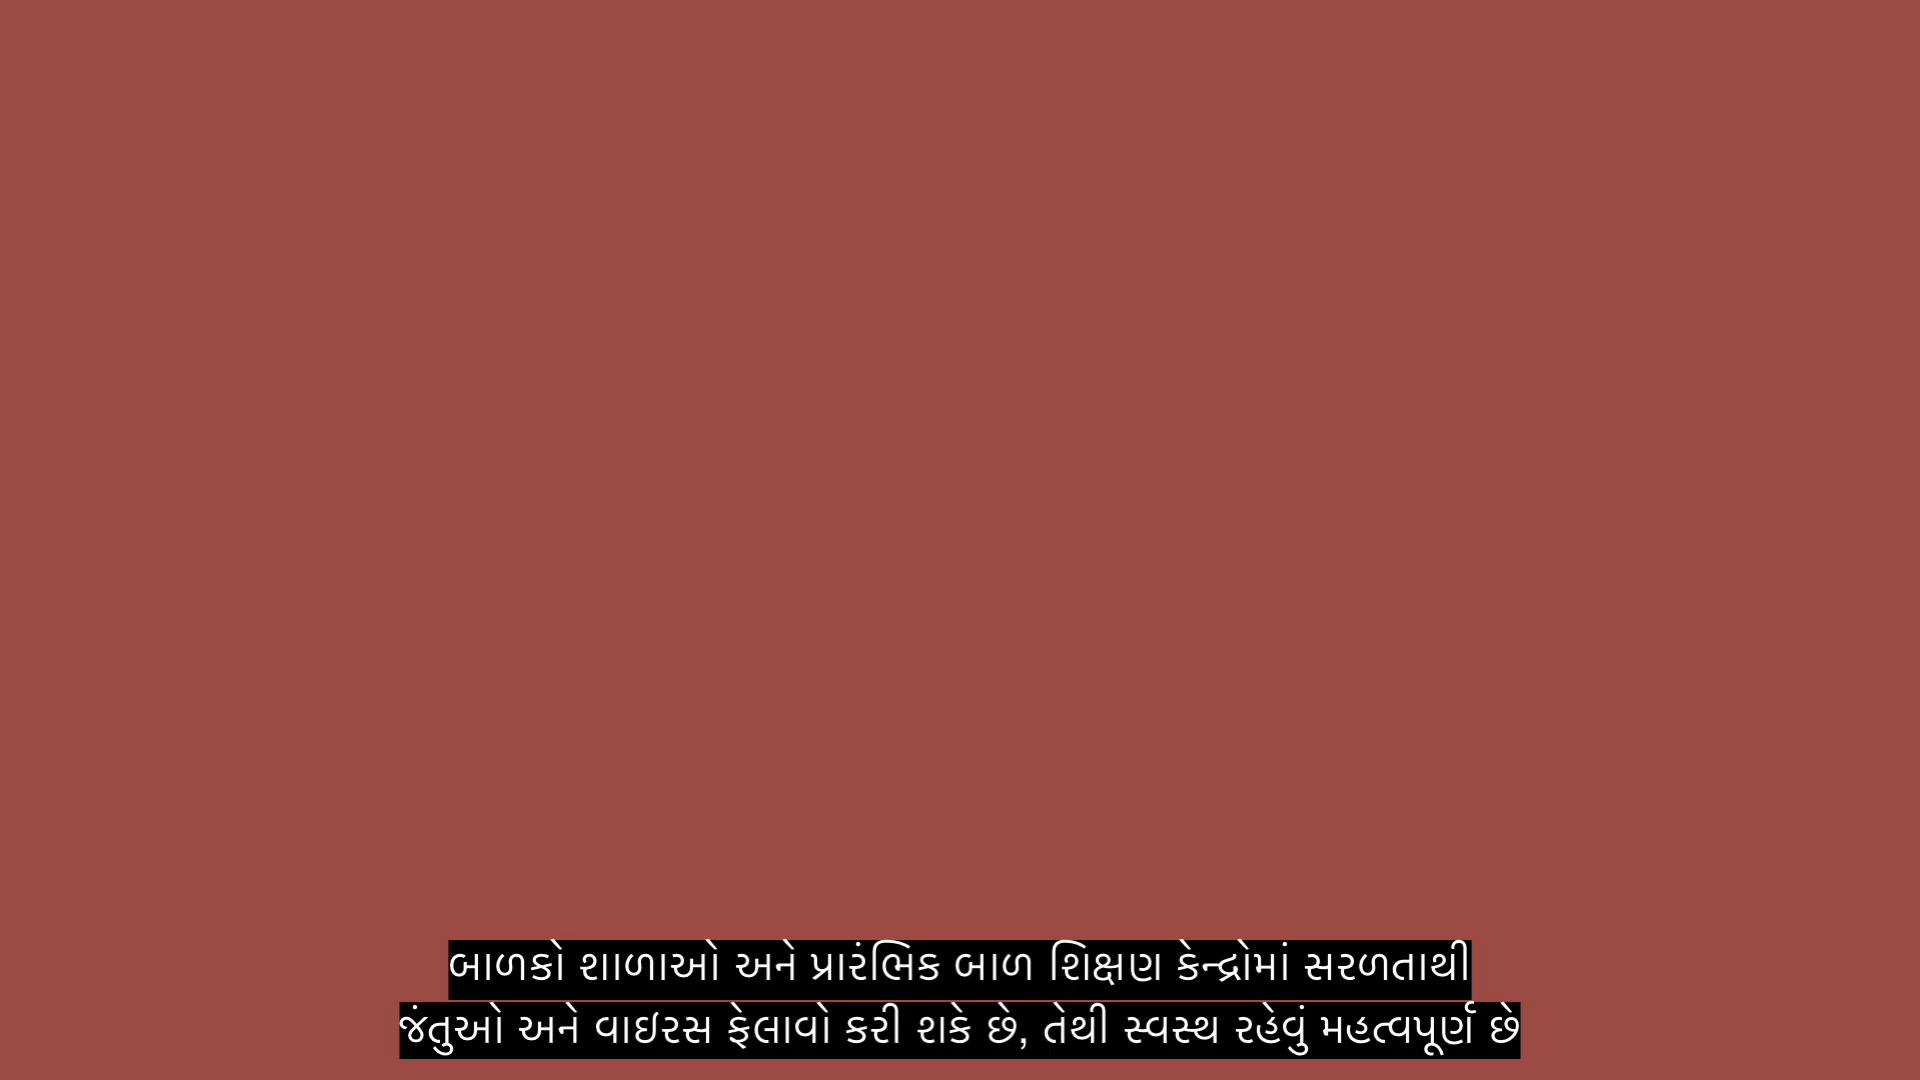 બાળકો શાળાઓ અને પ્રારંભિક બાળ શિક્ષણ કેન્દ્રોમાં સરળતાથી
જંતુઓ અને વાઇરસ ફેલાવો કરી શકે છે, તેથી સ્વસ્થ રહેવું મહત્વપૂર્ણ છે